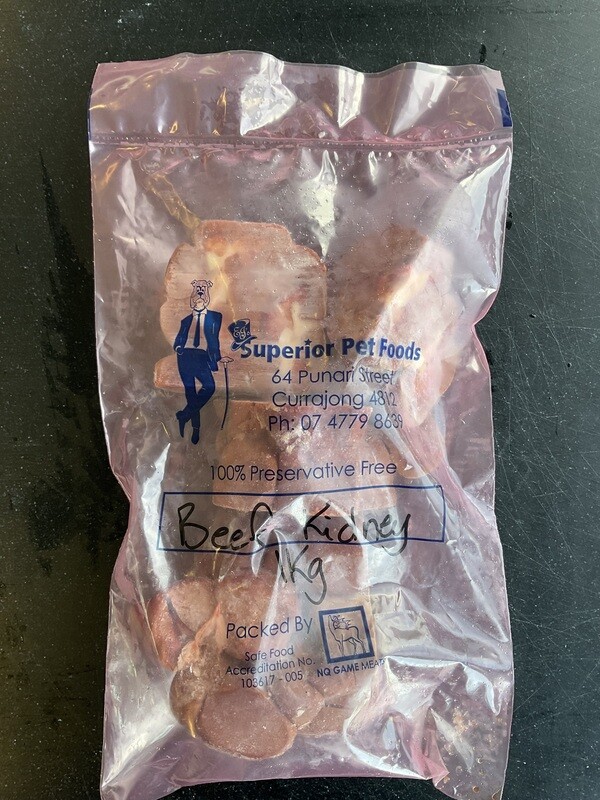 Superior Pet Foods
64 Punari Street
Currajong 4812
Ph: 07 4779 8639
100% Preservative Free
Beef Kidney
1Kg
Packed By
Safe Food
Accreditation No.
103617 - 005
NQ GAME MEAT